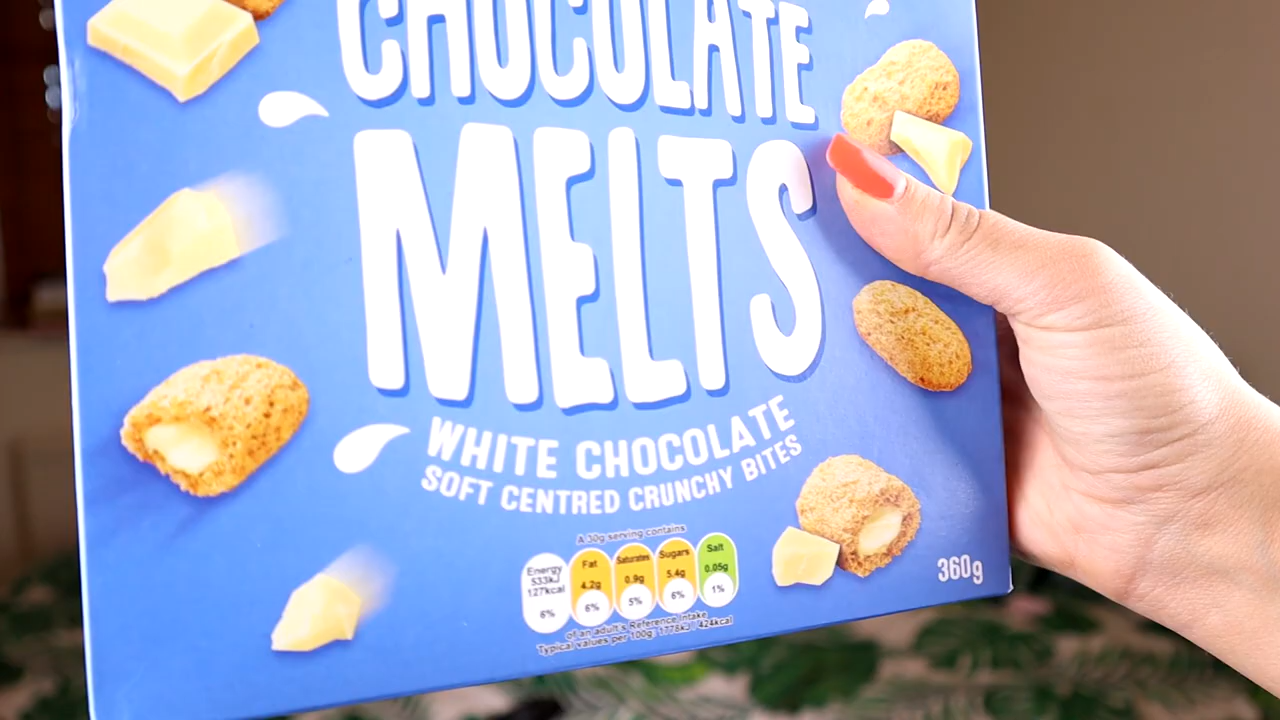 CHOCOLATE
MELTS
WHITE CHOCOLATE
SOFT CENTRED CRUNCHY BITES
A 30g serving contains
Energy 533kJ 127kcal 6%
Fat 4.2g 6%
Saturates 0.9g 5%
Sugars 5.4g 6%
Salt 0.05g 1%
of an adult's Reference Intake
Typical values per 100g: 1778kJ / 424kcal
360g